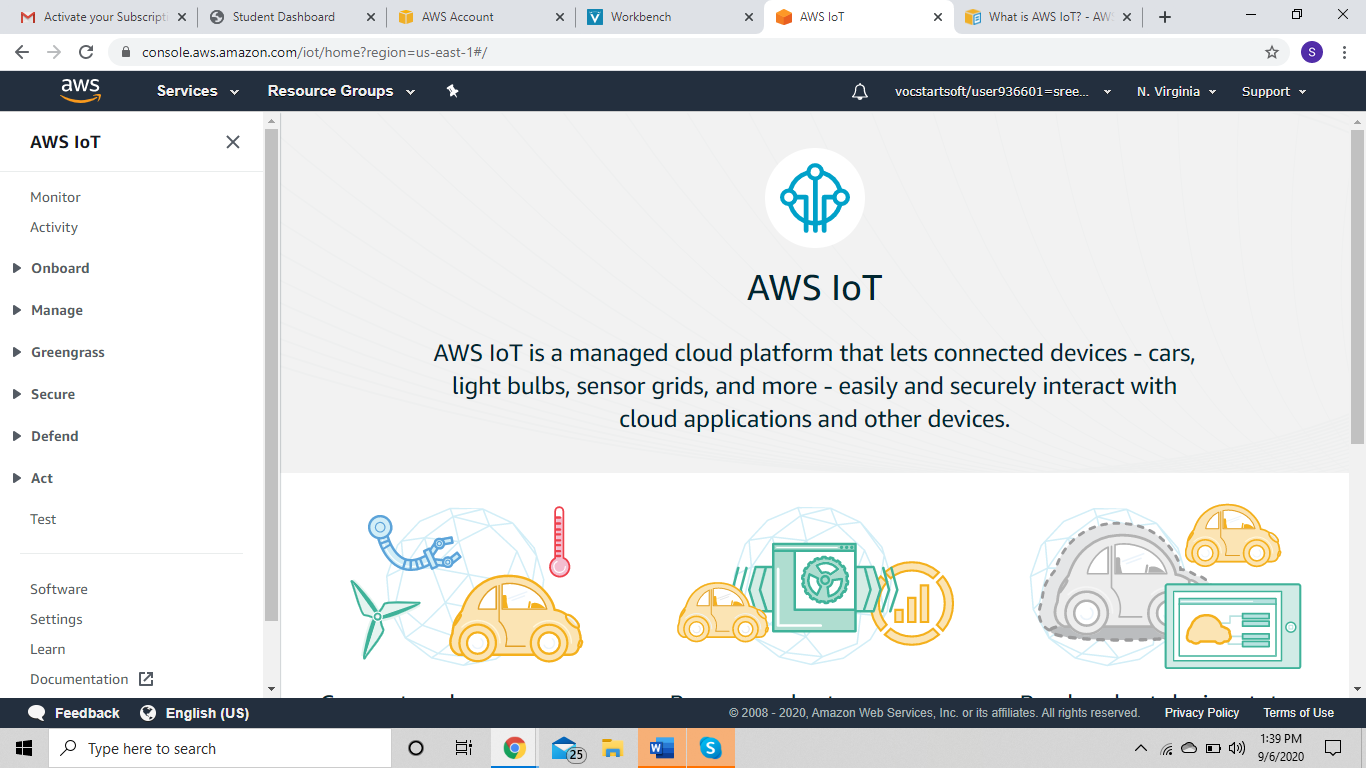 Activate your Subscripti
Student Dashboard
AWS Account
Workbench
AWS IoT
What is AWS IoT? - AWS
console.aws.amazon.com/iot/home?region=us-east-1#/
S
aws
Services
Resource Groups
vocstartsoft/user936601=sree...
N. Virginia
Support
AWS IoT
Monitor
Activity
Onboard
Manage
Greengrass
Secure
Defend
Act
Test
Software
Settings
Learn
Documentation
AWS IoT
AWS IoT is a managed cloud platform that lets connected devices - cars,
light bulbs, sensor grids, and more - easily and securely interact with
cloud applications and other devices.
Feedback
English (US)
© 2008 - 2020, Amazon Web Services, Inc. or its affiliates. All rights reserved.
Privacy Policy
Terms of Use
Type here to search
25
1:39 PM
9/6/2020